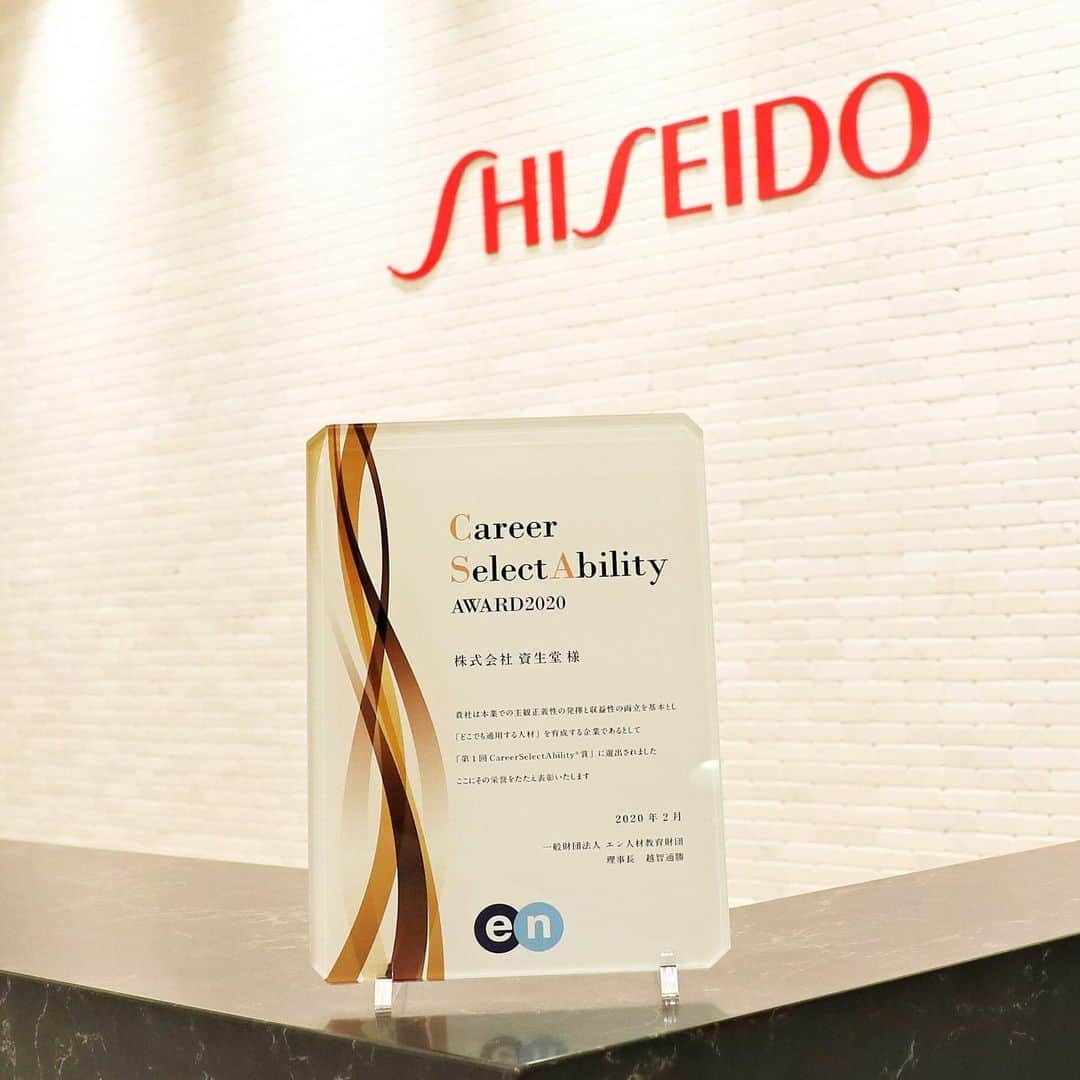 SHISEIDO
Career
SelectAbility
AWARD2020
株式会社 資生堂 様
貴社は本業での主観正義性の発揮と収益性の両立を基本とし
「どこでも通用する人材」を育成する企業であるとして
「第1回 CareerSelectAbility®賞」に選出されました
ここにその栄誉をたたえ表彰いたします
2020 年 2 月
一般財団法人 エン人材教育財団
理事長 越智通勝
en